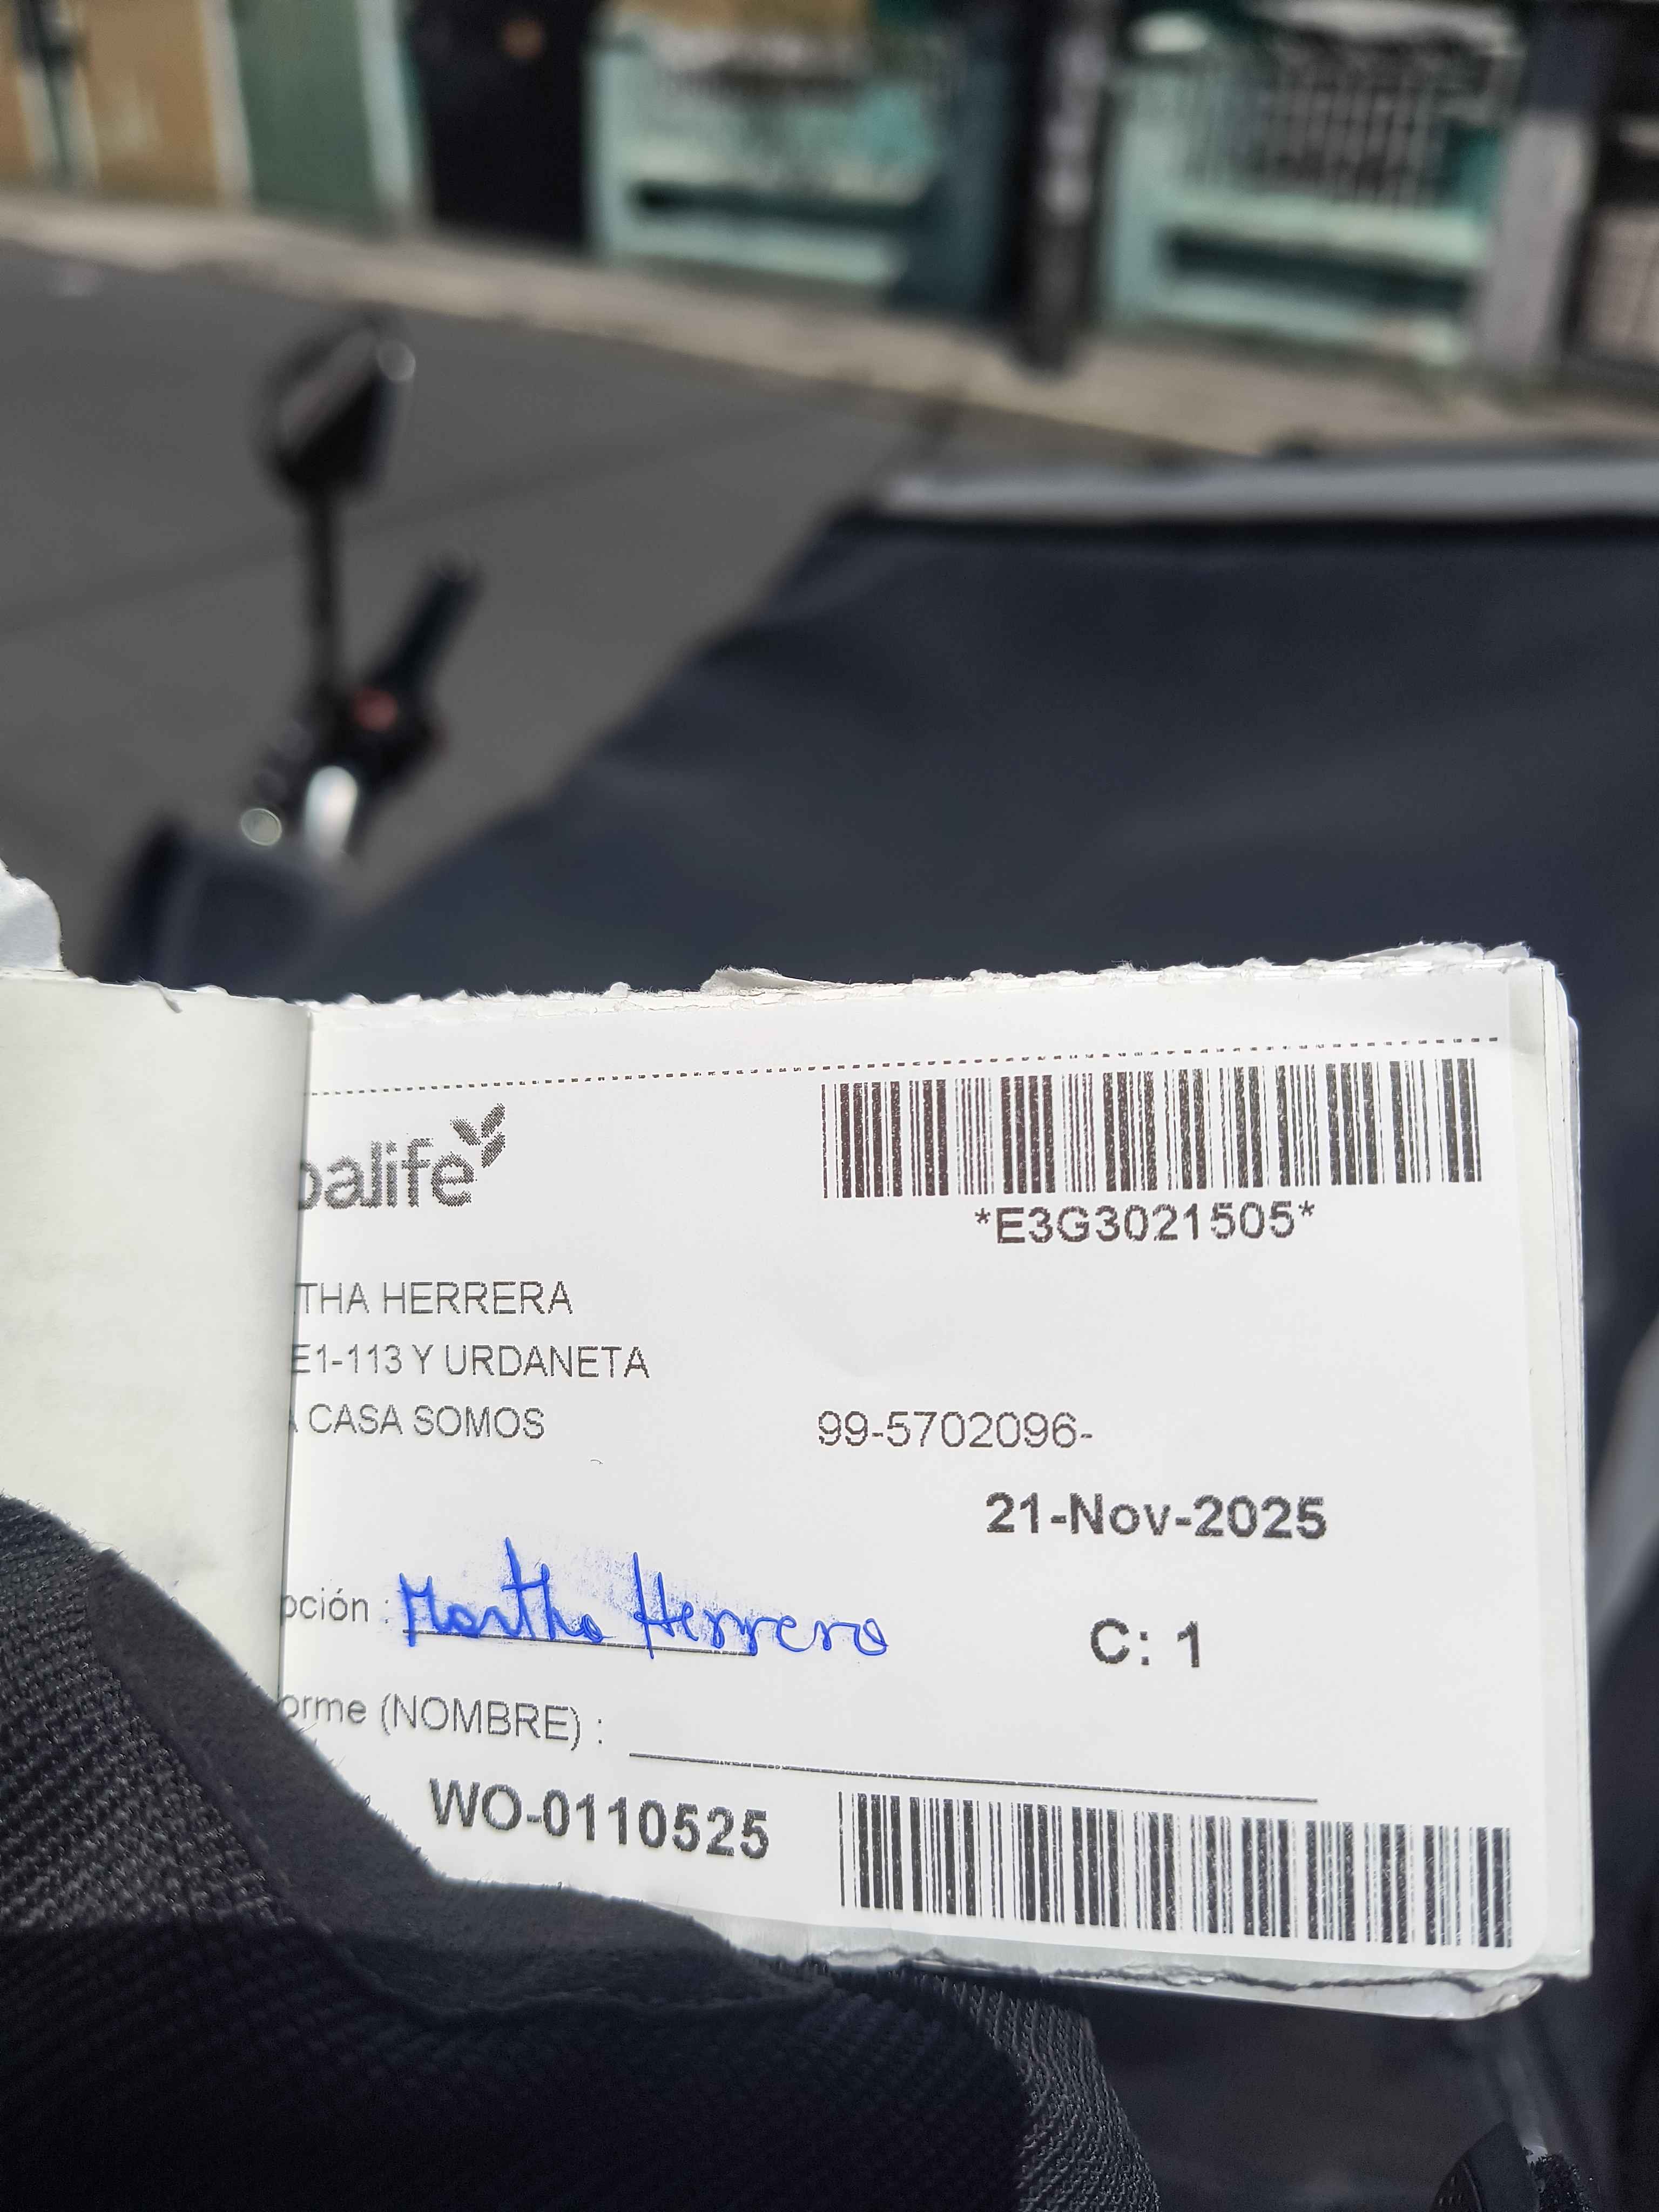 balife
*E3G3021505*
THA HERRERA
E1-113 Y URDANETA
A CASA SOMOS
99-5702096-
21-Nov-2025
pción : Martha Herrera
C: 1
orme (NOMBRE) :
WO-0110525